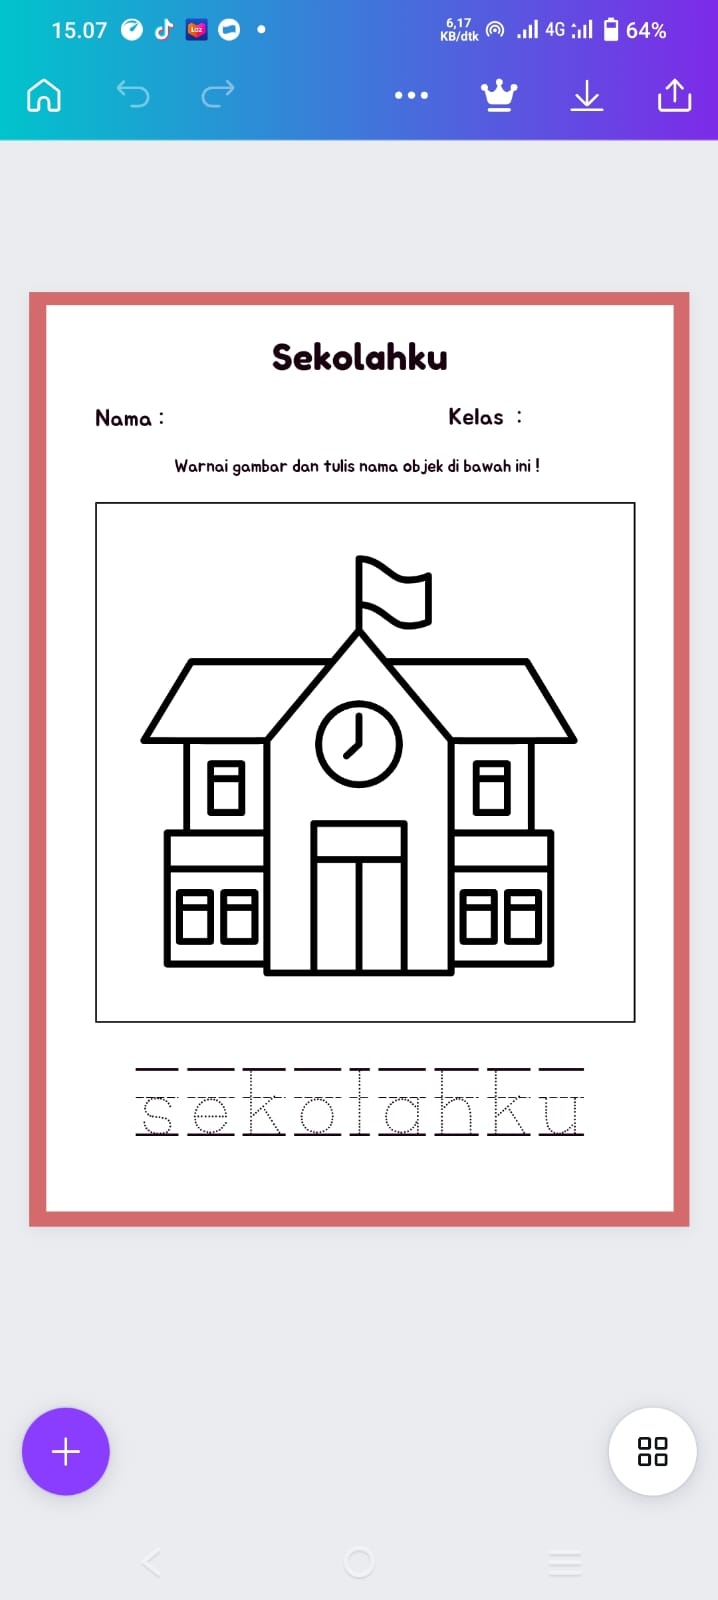 15.07 6,17 KB/dtk 4G 64%
Sekolahku
Nama : Kelas :
Warnai gambar dan tulis nama objek di bawah ini !
sekolahku